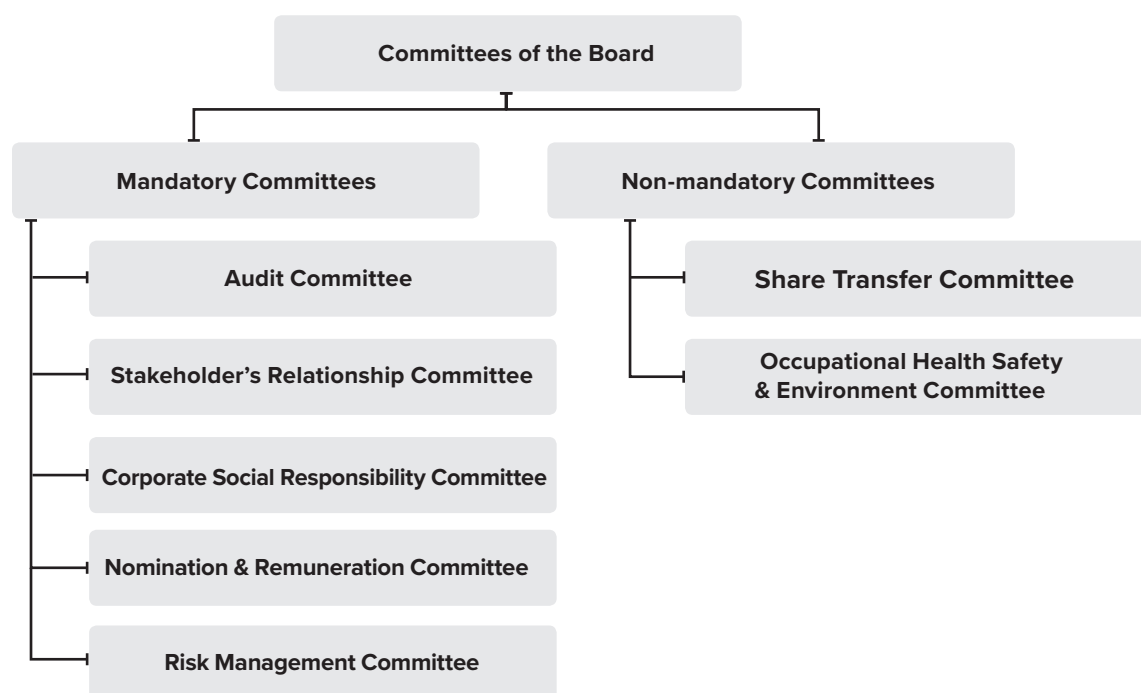 Committees of the Board
Mandatory Committees
Non-mandatory Committees
Audit Committee
Stakeholder's Relationship Committee
Corporate Social Responsibility Committee
Nomination & Remuneration Committee
Risk Management Committee
Share Transfer Committee
Occupational Health Safety
& Environment Committee